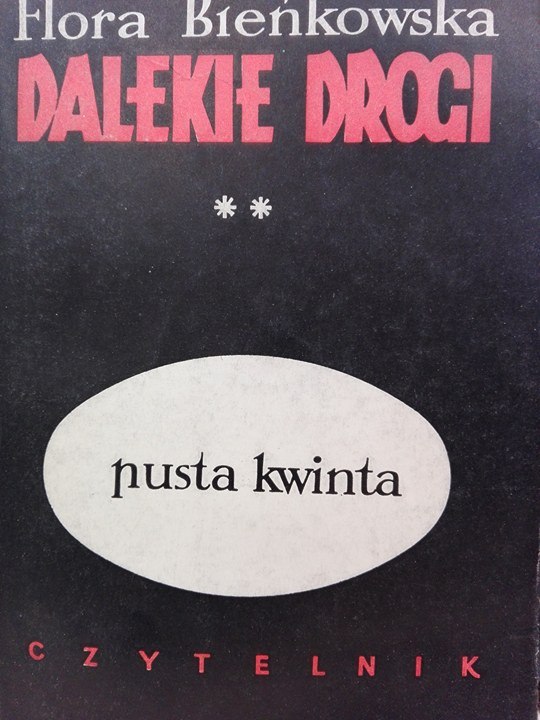 Flora Bieńkowska
DALEKIE DROGI
**
pusta kwinta
CZYTELNIK